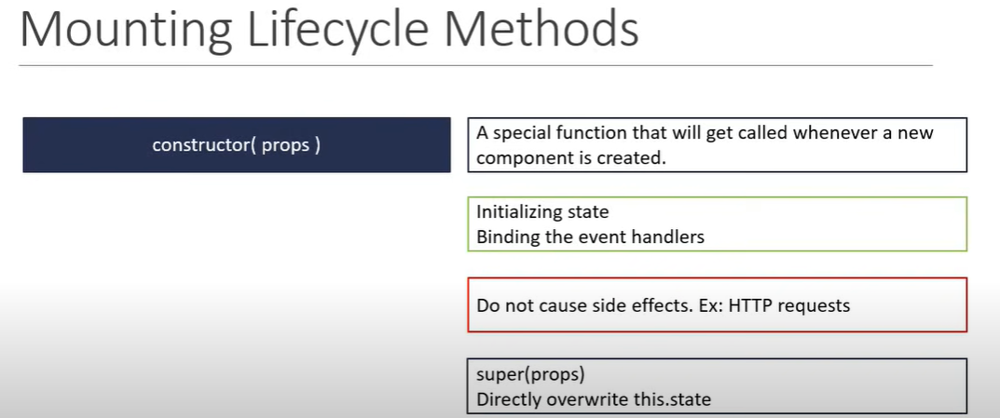 Mounting Lifecycle Methods
constructor( props )
A special function that will get called whenever a new
component is created.
Initializing state
Binding the event handlers
Do not cause side effects. Ex: HTTP requests
super(props)
Directly overwrite this.state